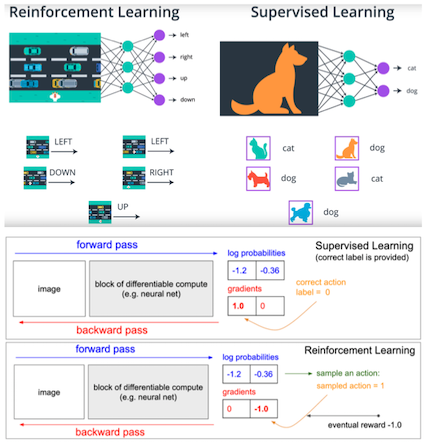 Reinforcement Learning
Supervised Learning
left
right
up
down
cat
dog
LEFT
LEFT
DOWN
RIGHT
UP
cat
dog
dog
cat
dog
forward pass
Supervised Learning
(correct label is provided)
log probabilities
-1.2 -0.36
image
block of differentiable compute
(e.g. neural net)
gradients
1.0 0
correct action
label = 0
backward pass
forward pass
Reinforcement Learning
log probabilities
-1.2 -0.36
sample an action:
sampled action = 1
image
block of differentiable compute
(e.g. neural net)
gradients
0 -1.0
eventual reward -1.0
backward pass